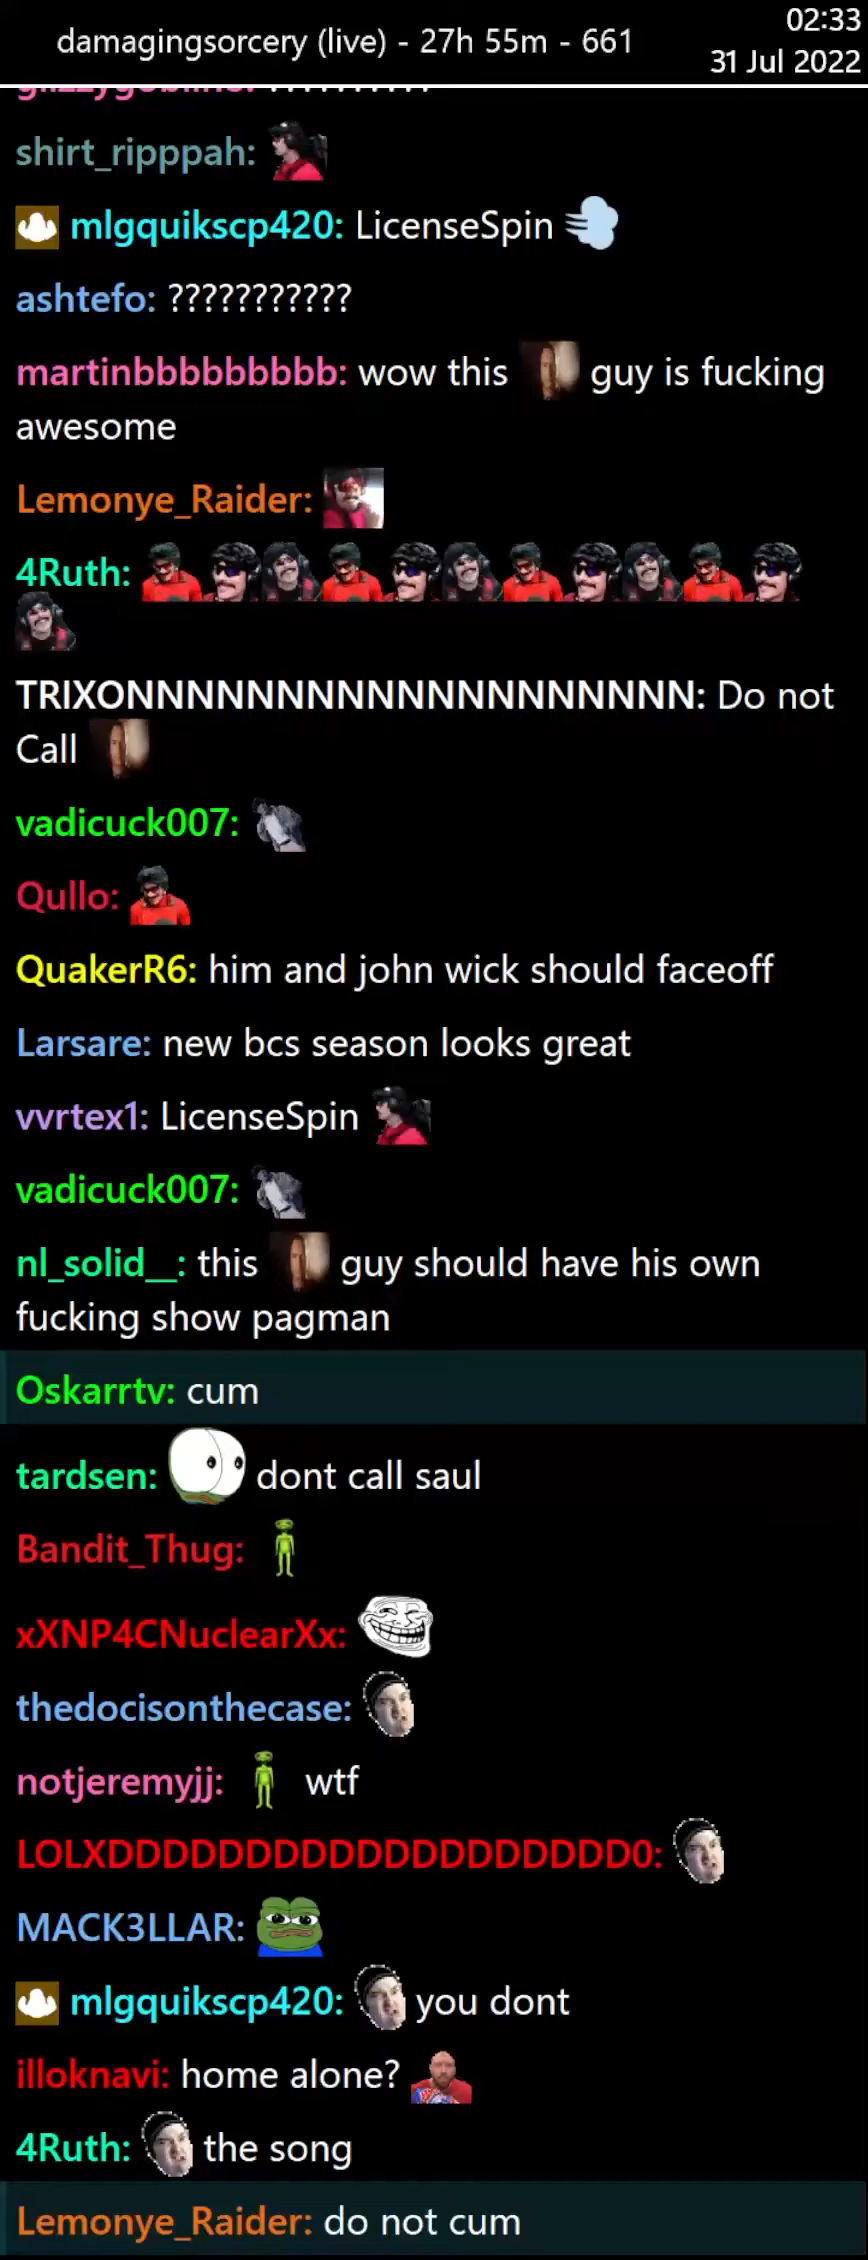 02:33
damagingsorcery (live) - 27h 55m - 661
31 Jul 2022
shirt_ripppah:
mlgquikscp420: LicenseSpin
ashtefo: ???????????
martinbbbbbbbbbb: wow this guy is fucking
awesome
Lemonye_Raider:
4Ruth:
TRIXONNNNNNNNNNNNNNNNNNN: Do not
Call
vadicuck007:
Qullo:
QuakerR6: him and john wick should faceoff
Larsare: new bcs season looks great
vvrtex1: LicenseSpin
vadicuck007:
nl_solid__: this guy should have his own
fucking show pagman
Oskarrtv: cum
tardsen: dont call saul
Bandit_Thug:
xXNP4CNuclearXx:
thedocisonthecase:
notjeremyjj: wtf
LOLXDDDDDDDDDDDDDDDDDDDD0:
MACK3LLAR:
mlgquikscp420: you dont
illoknavi: home alone?
4Ruth: the song
Lemonye_Raider: do not cum